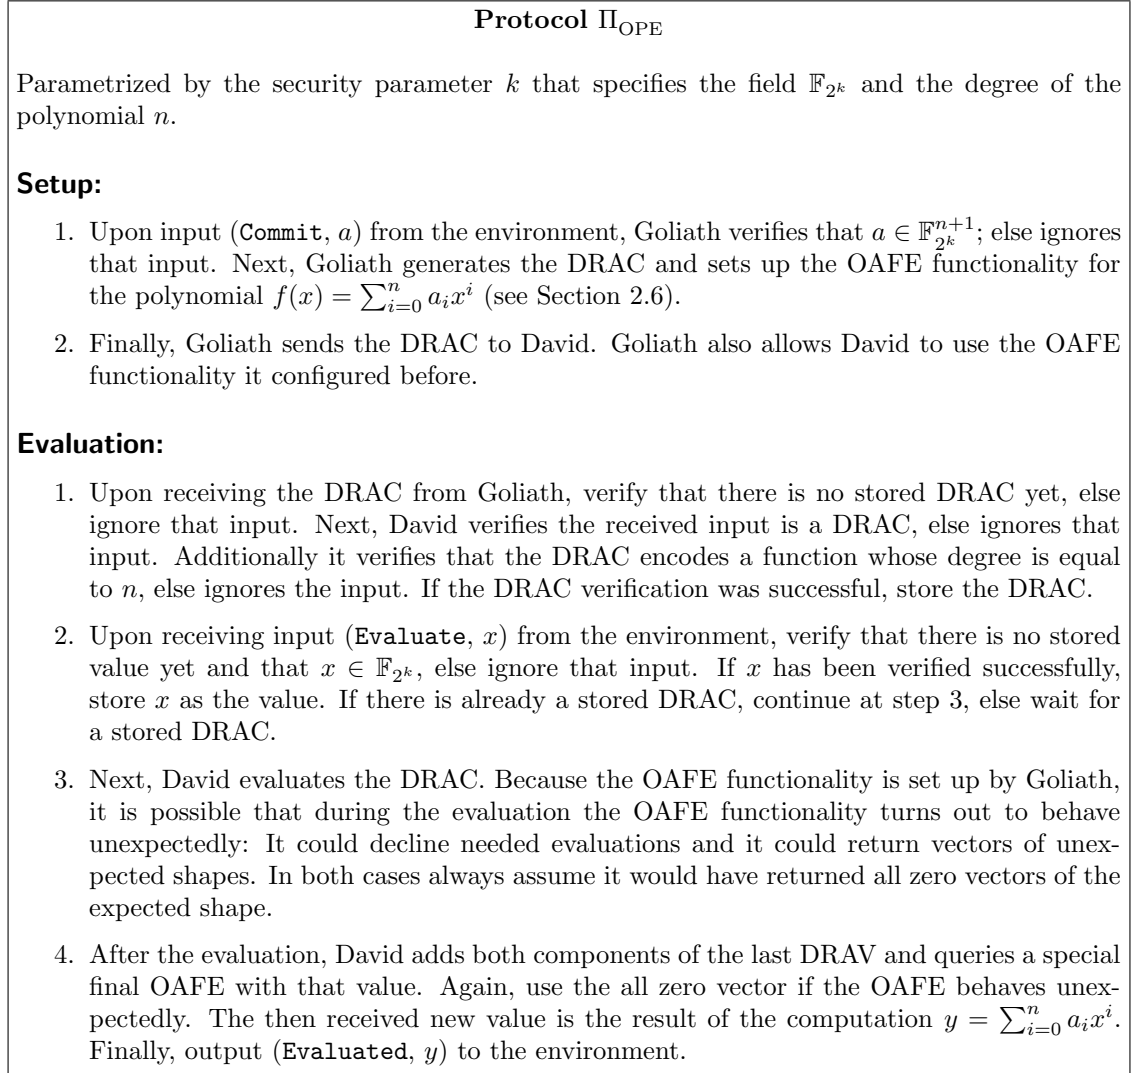 Protocol Π_OPE
Parametrized by the security parameter k that specifies the field 𝔽_{2^k} and the degree of the
polynomial n.
Setup:
1. Upon input (Commit, a) from the environment, Goliath verifies that a ∈ 𝔽_{2^k}^{n+1}; else ignores
that input. Next, Goliath generates the DRAC and sets up the OAFE functionality for
the polynomial f(x) = ∑_{i=0}^{n} a_i x^i (see Section 2.6).
2. Finally, Goliath sends the DRAC to David. Goliath also allows David to use the OAFE
functionality it configured before.
Evaluation:
1. Upon receiving the DRAC from Goliath, verify that there is no stored DRAC yet, else
ignore that input. Next, David verifies the received input is a DRAC, else ignores that
input. Additionally it verifies that the DRAC encodes a function whose degree is equal
to n, else ignores the input. If the DRAC verification was successful, store the DRAC.
2. Upon receiving input (Evaluate, x) from the environment, verify that there is no stored
value yet and that x ∈ 𝔽_{2^k}, else ignore that input. If x has been verified successfully,
store x as the value. If there is already a stored DRAC, continue at step 3, else wait for
a stored DRAC.
3. Next, David evaluates the DRAC. Because the OAFE functionality is set up by Goliath,
it is possible that during the evaluation the OAFE functionality turns out to behave
unexpectedly: It could decline needed evaluations and it could return vectors of unex-
pected shapes. In both cases always assume it would have returned all zero vectors of the
expected shape.
4. After the evaluation, David adds both components of the last DRAV and queries a special
final OAFE with that value. Again, use the all zero vector if the OAFE behaves unex-
pectedly. The then received new value is the result of the computation y = ∑_{i=0}^{n} a_i x^i.
Finally, output (Evaluated, y) to the environment.